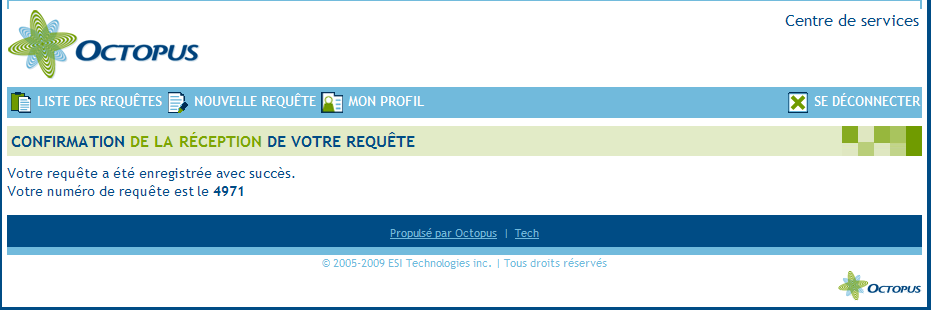 Centre de services
OCTOPUS
LISTE DES REQUÊTES NOUVELLE REQUÊTE MON PROFIL SE DÉCONNECTER
CONFIRMATION DE LA RÉCEPTION DE VOTRE REQUÊTE
Votre requête a été enregistrée avec succès.
Votre numéro de requête est le 4971
Propulsé par Octopus | Tech
© 2005-2009 ESI Technologies inc. | Tous droits réservés
OCTOPUS